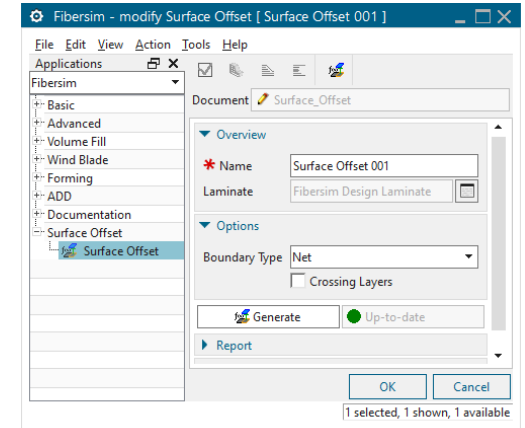 Fibersim - modify Surface Offset [ Surface Offset 001 ]
File Edit View Action Tools Help
Applications
Fibersim
Basic
Advanced
Volume Fill
Wind Blade
Forming
ADD
Documentation
Surface Offset
Surface Offset
Document Surface_Offset
Overview
* Name Surface Offset 001
Laminate Fibersim Design Laminate
Options
Boundary Type Net
Crossing Layers
Generate Up-to-date
Report
OK Cancel
1 selected, 1 shown, 1 available